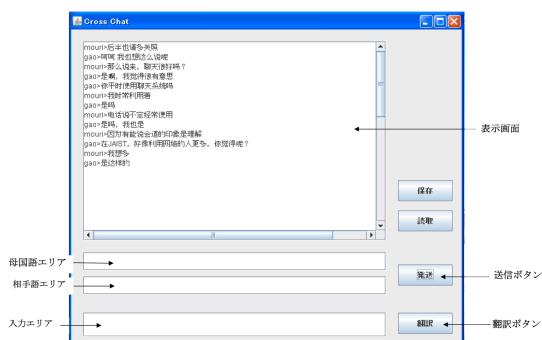 Cross Chat
mouri>后半也请多关照
gao>呵呵 我也想这么说呢
mouri>那么说来，聊天很好吗？
gao>是啊，我觉得很有意思
gao>你平时使用聊天系统吗
mouri>我时常利用着
gao>是吗
mouri>电话说不定经常使用
gao>是吗，我也是
mouri>因为有能说会道的印象是理解
gao>在JAIST，好像利用网络的人更多，你觉得呢？
mouri>我想多
gao>是这样的
表示画面
保存
読取
母国語エリア
発送
送信ボタン
相手語エリア
入力エリア
翻訳
翻訳ボタン